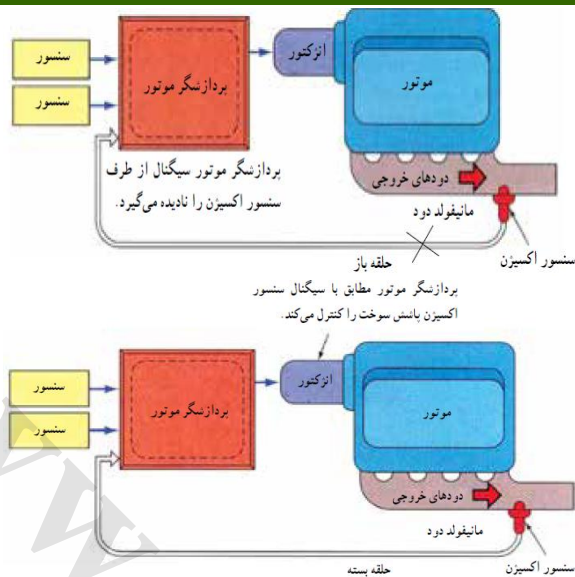 سنسور
سنسور
پردازشگر موتور
انژکتور
موتور
دودهای خروجی
پردازشگر موتور سیگنال از طرف
سنسور اکسیژن را نادیده می‌گیرد.
مانیفولد دود
سنسور اکسیژن
حلقه باز
پردازشگر موتور مطابق با سیگنال سنسور
اکسیژن پاشش سوخت را کنترل می‌کند.
سنسور
سنسور
پردازشگر موتور
انژکتور
موتور
دودهای خروجی
مانیفولد دود
سنسور اکسیژن
حلقه بسته